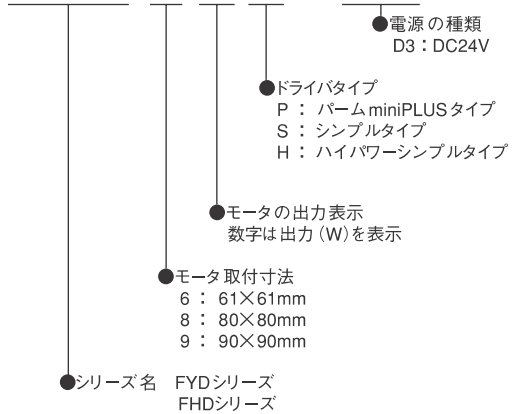 ●電源の種類
D3：DC24V
●ドライバタイプ
P ： パームminiPLUSタイプ
S ： シンプルタイプ
H ： ハイパワーシンプルタイプ
●モータの出力表示
数字は出力（W）を表示
●モータ取付寸法
6 ： 61×61mm
8 ： 80×80mm
9 ： 90×90mm
●シリーズ名　FYDシリーズ
FHDシリーズ